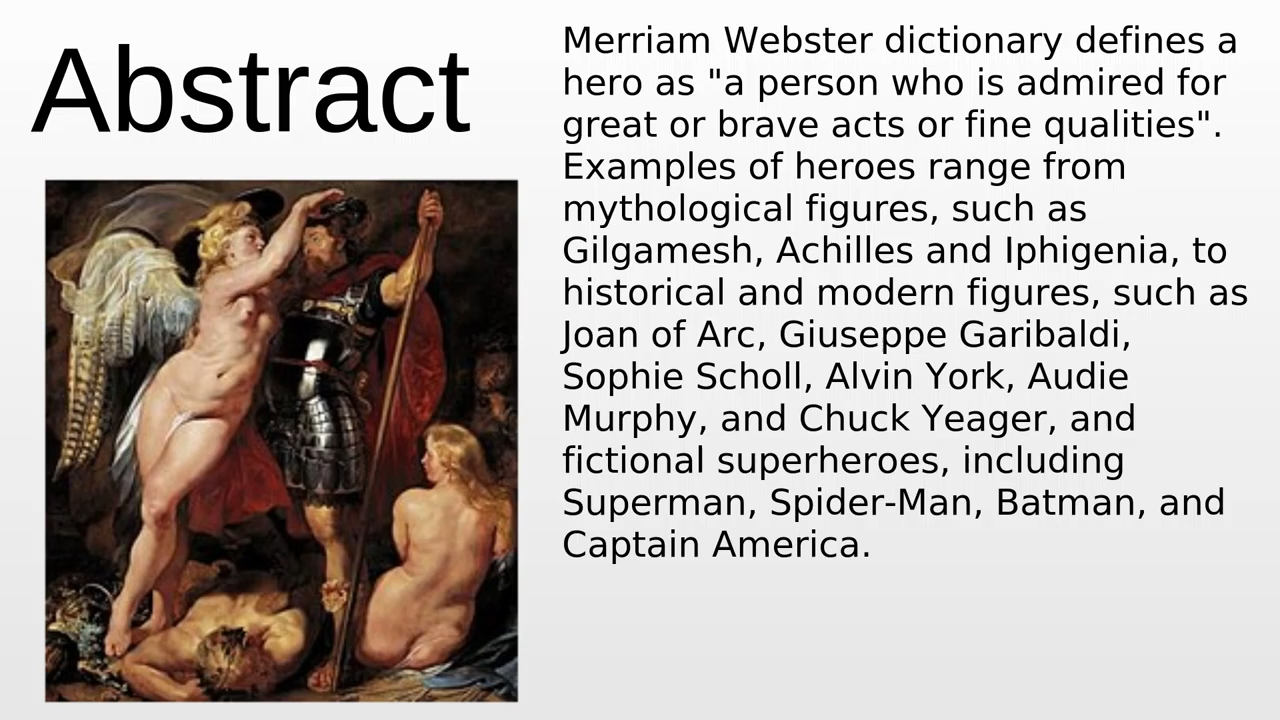 Abstract
Merriam Webster dictionary defines a
hero as "a person who is admired for
great or brave acts or fine qualities".
Examples of heroes range from
mythological figures, such as
Gilgamesh, Achilles and Iphigenia, to
historical and modern figures, such as
Joan of Arc, Giuseppe Garibaldi,
Sophie Scholl, Alvin York, Audie
Murphy, and Chuck Yeager, and
fictional superheroes, including
Superman, Spider-Man, Batman, and
Captain America.